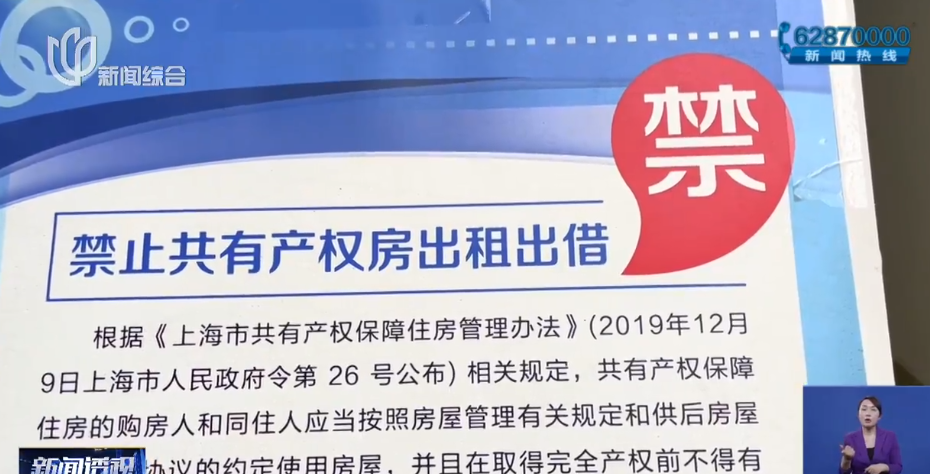 新闻综合
62870000
新闻热线
禁
禁止共有产权房出租出借
根据《上海市共有产权保障住房管理办法》(2019年12月
9日上海市人民政府令第 26 号公布) 相关规定，共有产权保障
住房的购房人和同住人应当按照房屋管理有关规定和供后房屋
协议的约定使用房屋，并且在取得完全产权前不得有
新闻